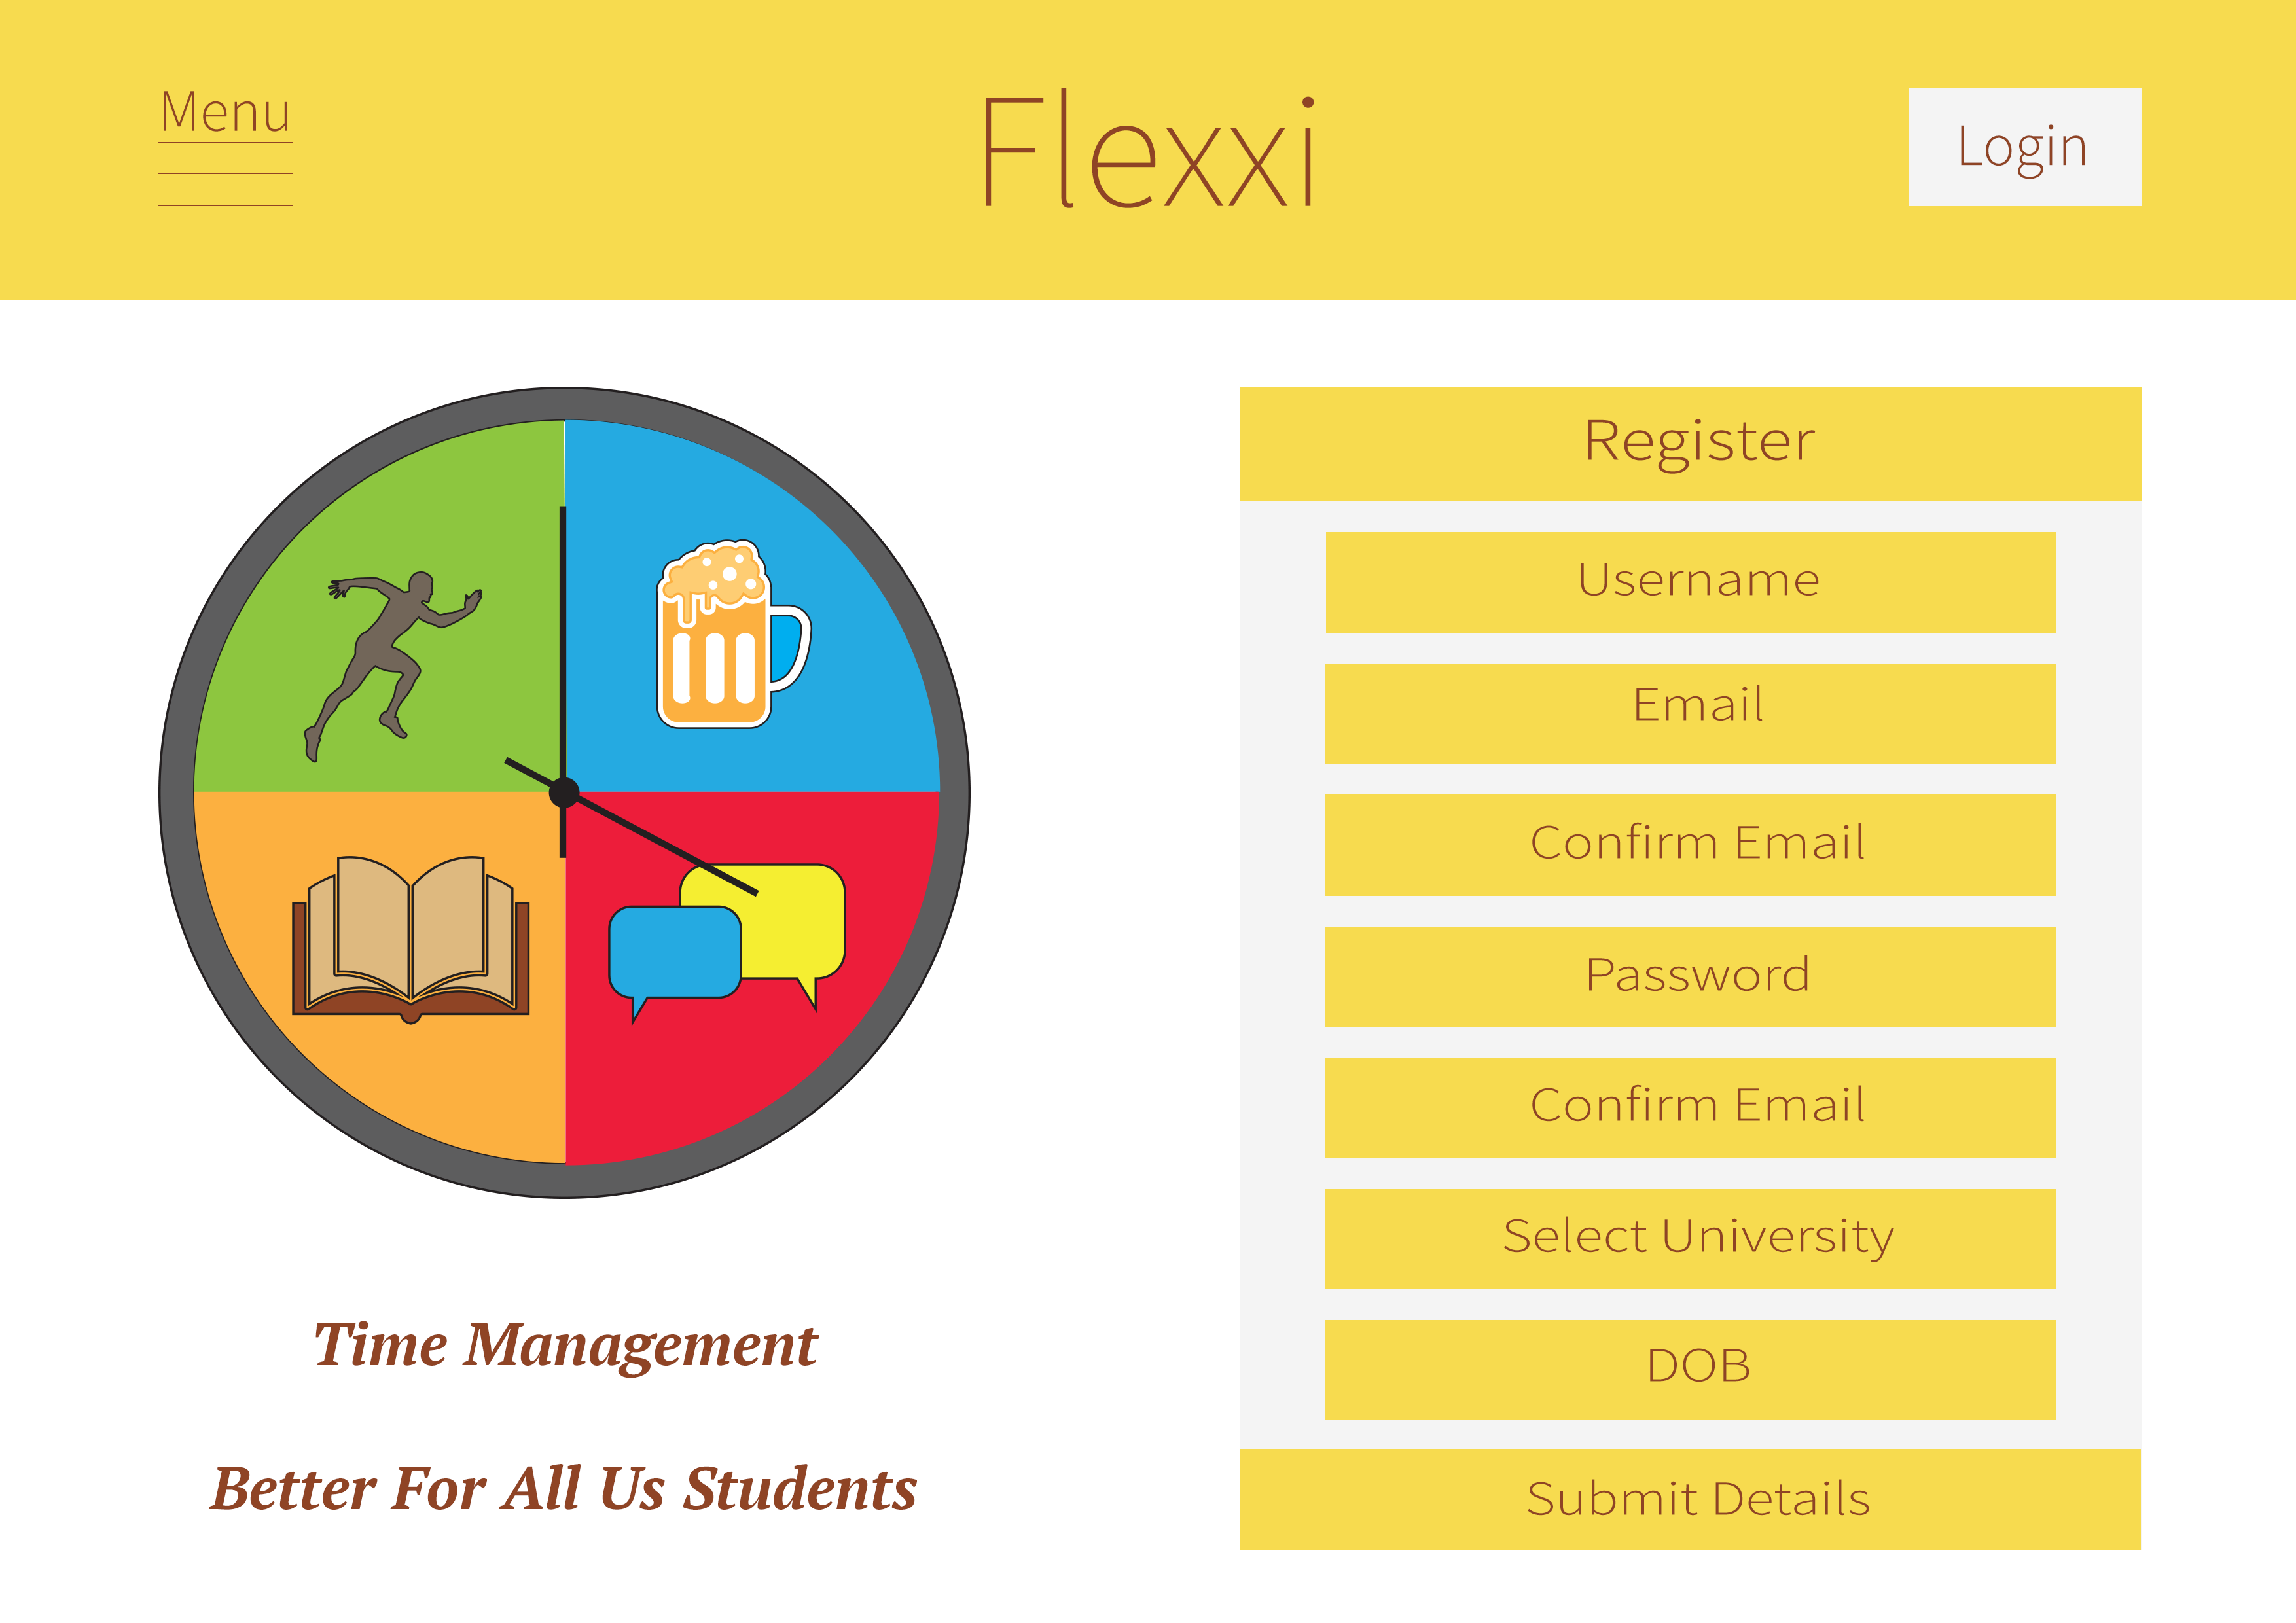 Menu
Flexxi
Login
Register
Username
Email
Confirm Email
Password
Confirm Email
Select University
DOB
Submit Details
Time Management
Better For All Us Students